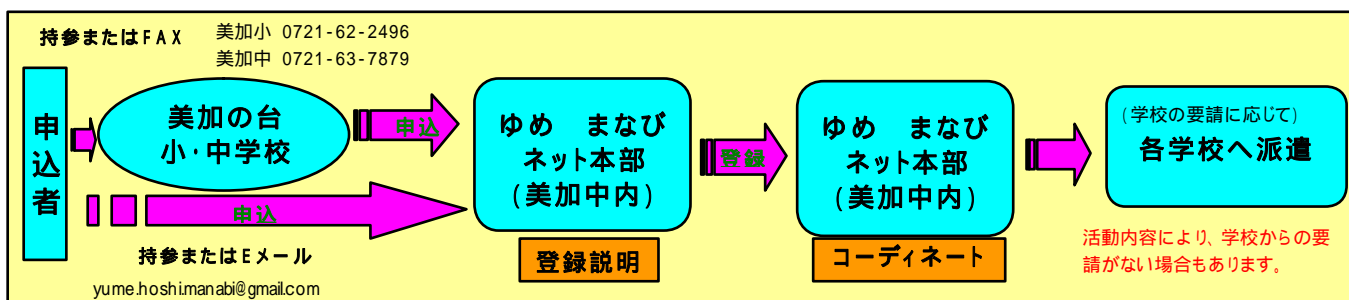 持参またはFAX 美加小 0721-62-2496
美加中 0721-63-7879
申込者
美加の台
小・中学校
申込
申込
持参またはEメール
yume.hoshi.manabi@gmail.com
ゆめ まなび
ネット本部
(美加中内)
登録説明
登録
ゆめ まなび
ネット本部
(美加中内)
コーディネート
(学校の要請に応じて)
各学校へ派遣
活動内容により、学校からの要
請がない場合もあります。